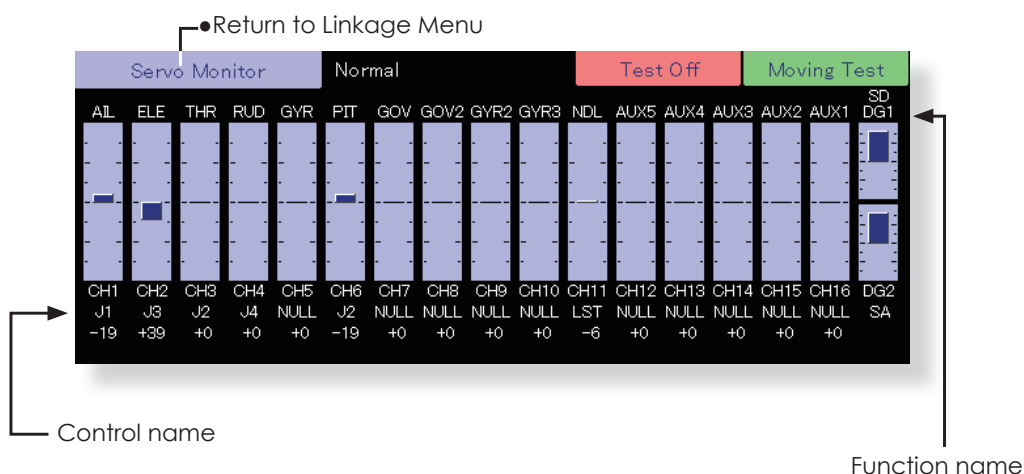 ●Return to Linkage Menu
Servo Monitor Normal Test Off Moving Test
SD
AIL ELE THR RUD GYR PIT GOV GOV2 GYR2 GYR3 NDL AUX5 AUX4 AUX3 AUX2 AUX1 DG1
CH1 CH2 CH3 CH4 CH5 CH6 CH7 CH8 CH9 CH10 CH11 CH12 CH13 CH14 CH15 CH16 DG2
J1 J3 J2 J4 NULL J2 NULL NULL NULL NULL LST NULL NULL NULL NULL NULL SA
−19 +39 +0 +0 +0 −19 +0 +0 +0 +0 −6 +0 +0 +0 +0 +0
Control name
Function name